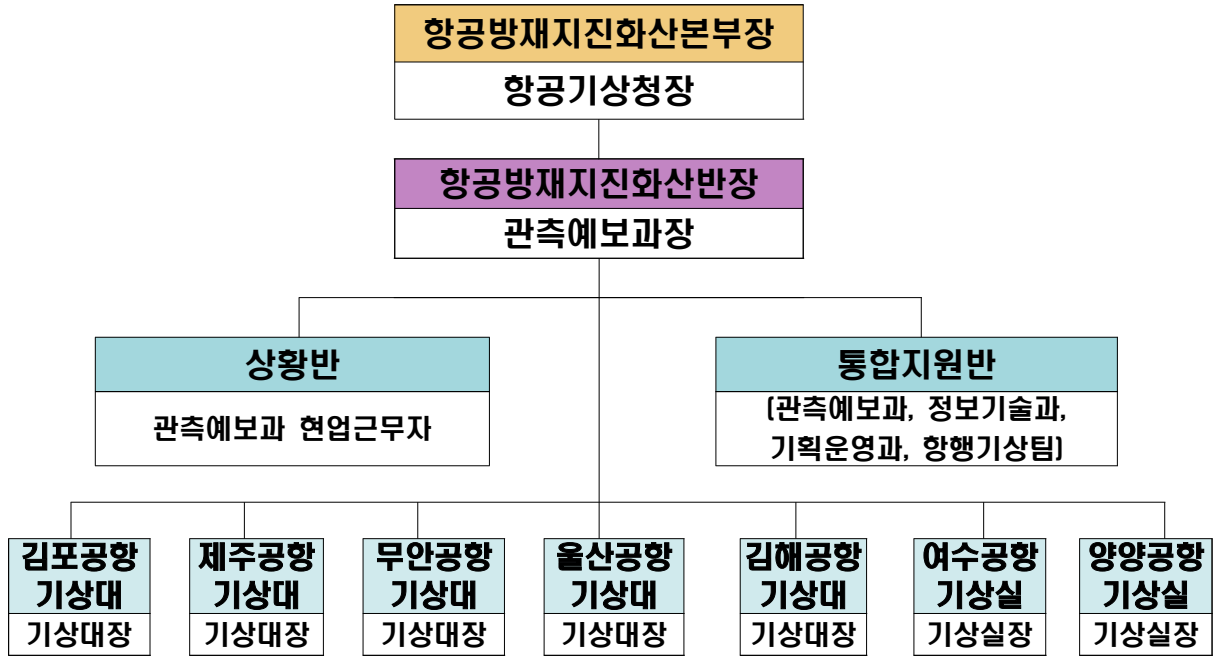 항공방재지진화산본부장
항공기상청장
항공방재지진화산반장
관측예보과장
상황반
관측예보과 현업근무자
통합지원반
(관측예보과, 정보기술과,
기획운영과, 항행기상팀)
김포공항
기상대
기상대장
제주공항
기상대
기상대장
무안공항
기상대
기상대장
울산공항
기상대
기상대장
김해공항
기상대
기상대장
여수공항
기상실
기상실장
양양공항
기상실
기상실장